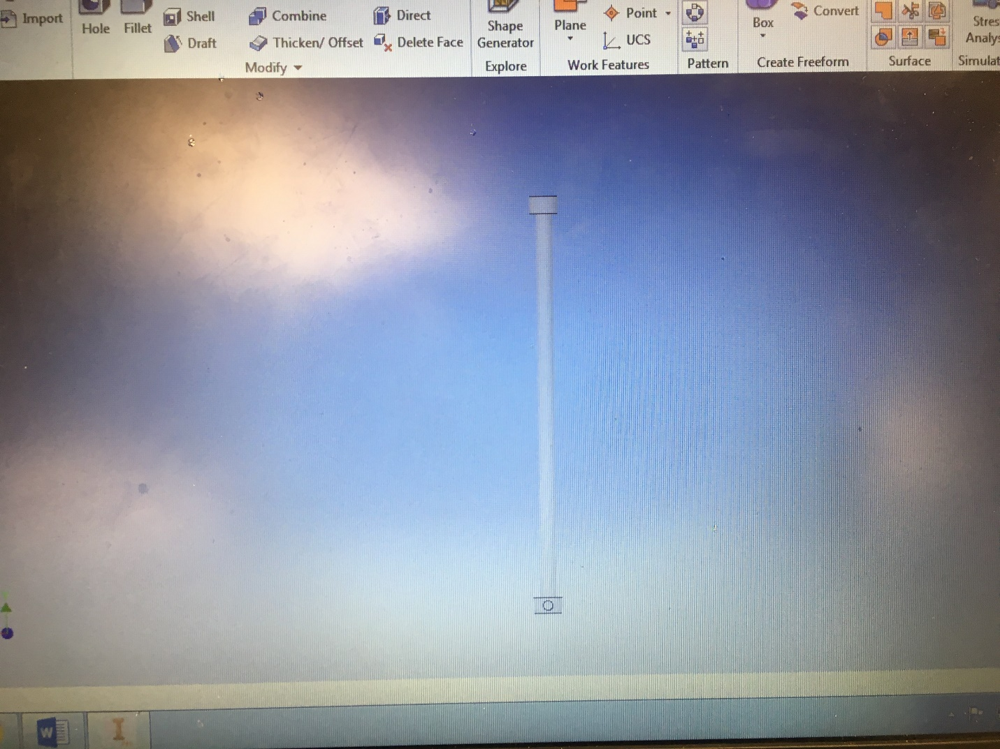 Import
Hole
Fillet
Shell
Draft
Combine
Thicken/ Offset
Direct
Delete Face
Modify
Shape
Generator
Explore
Plane
Point
UCS
Work Features
Pattern
Box
Convert
Create Freeform
Surface
Stres
Analys
Simulat
W
I